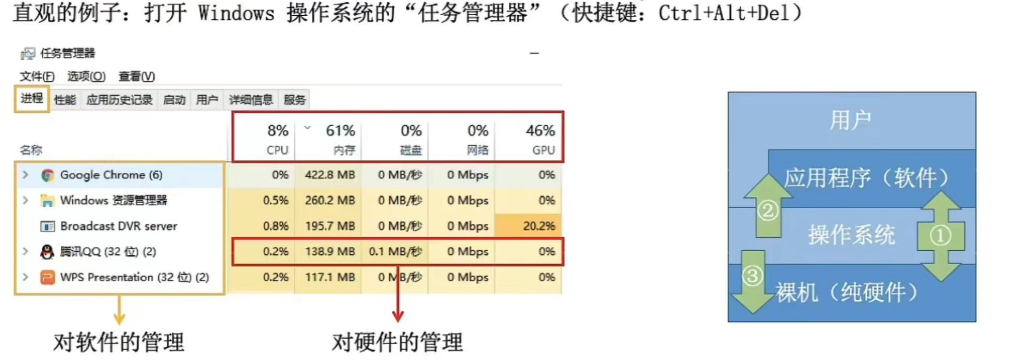 直观的例子：打开 Windows 操作系统的“任务管理器”（快捷键：Ctrl+Alt+Del）
任务管理器
文件(F) 选项(O) 查看(V)
进程 性能 应用历史记录 启动 用户 详细信息 服务
8% 61% 0% 0% 46%
名称 CPU 内存 磁盘 网络 GPU
Google Chrome (6) 0% 422.8 MB 0 MB/秒 0 Mbps 0%
Windows 资源管理器 0.5% 260.2 MB 0 MB/秒 0 Mbps 0%
Broadcast DVR server 0.8% 195.7 MB 0 MB/秒 0 Mbps 20.2%
腾讯QQ (32 位) (2) 0.2% 138.9 MB 0.1 MB/秒 0 Mbps 0%
WPS Presentation (32 位) (2) 0.2% 117.1 MB 0 MB/秒 0 Mbps 0%
对软件的管理
对硬件的管理
用户
应用程序（软件）
②
操作系统
①
③
裸机（纯硬件）